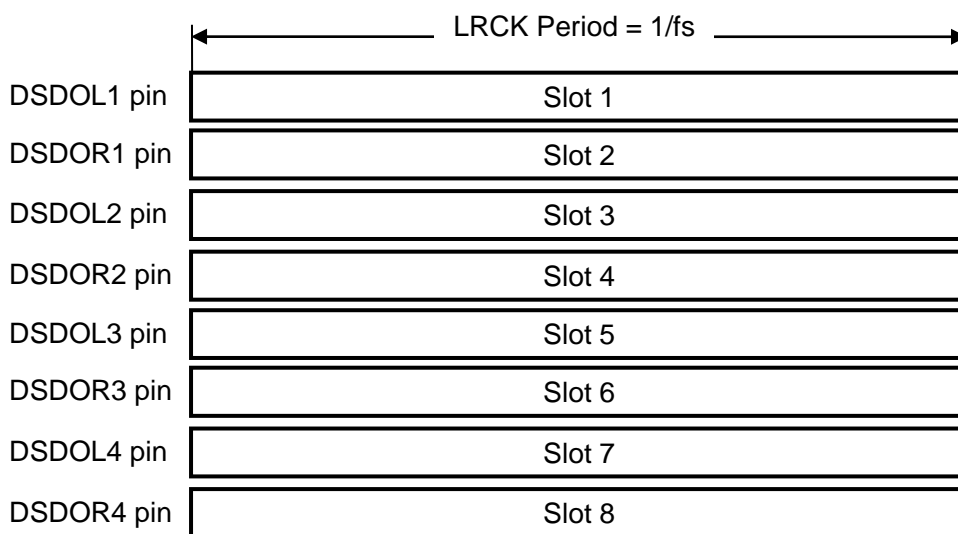 LRCK Period = 1/fs
DSDOL1 pin Slot 1
DSDOR1 pin Slot 2
DSDOL2 pin Slot 3
DSDOR2 pin Slot 4
DSDOL3 pin Slot 5
DSDOR3 pin Slot 6
DSDOL4 pin Slot 7
DSDOR4 pin Slot 8